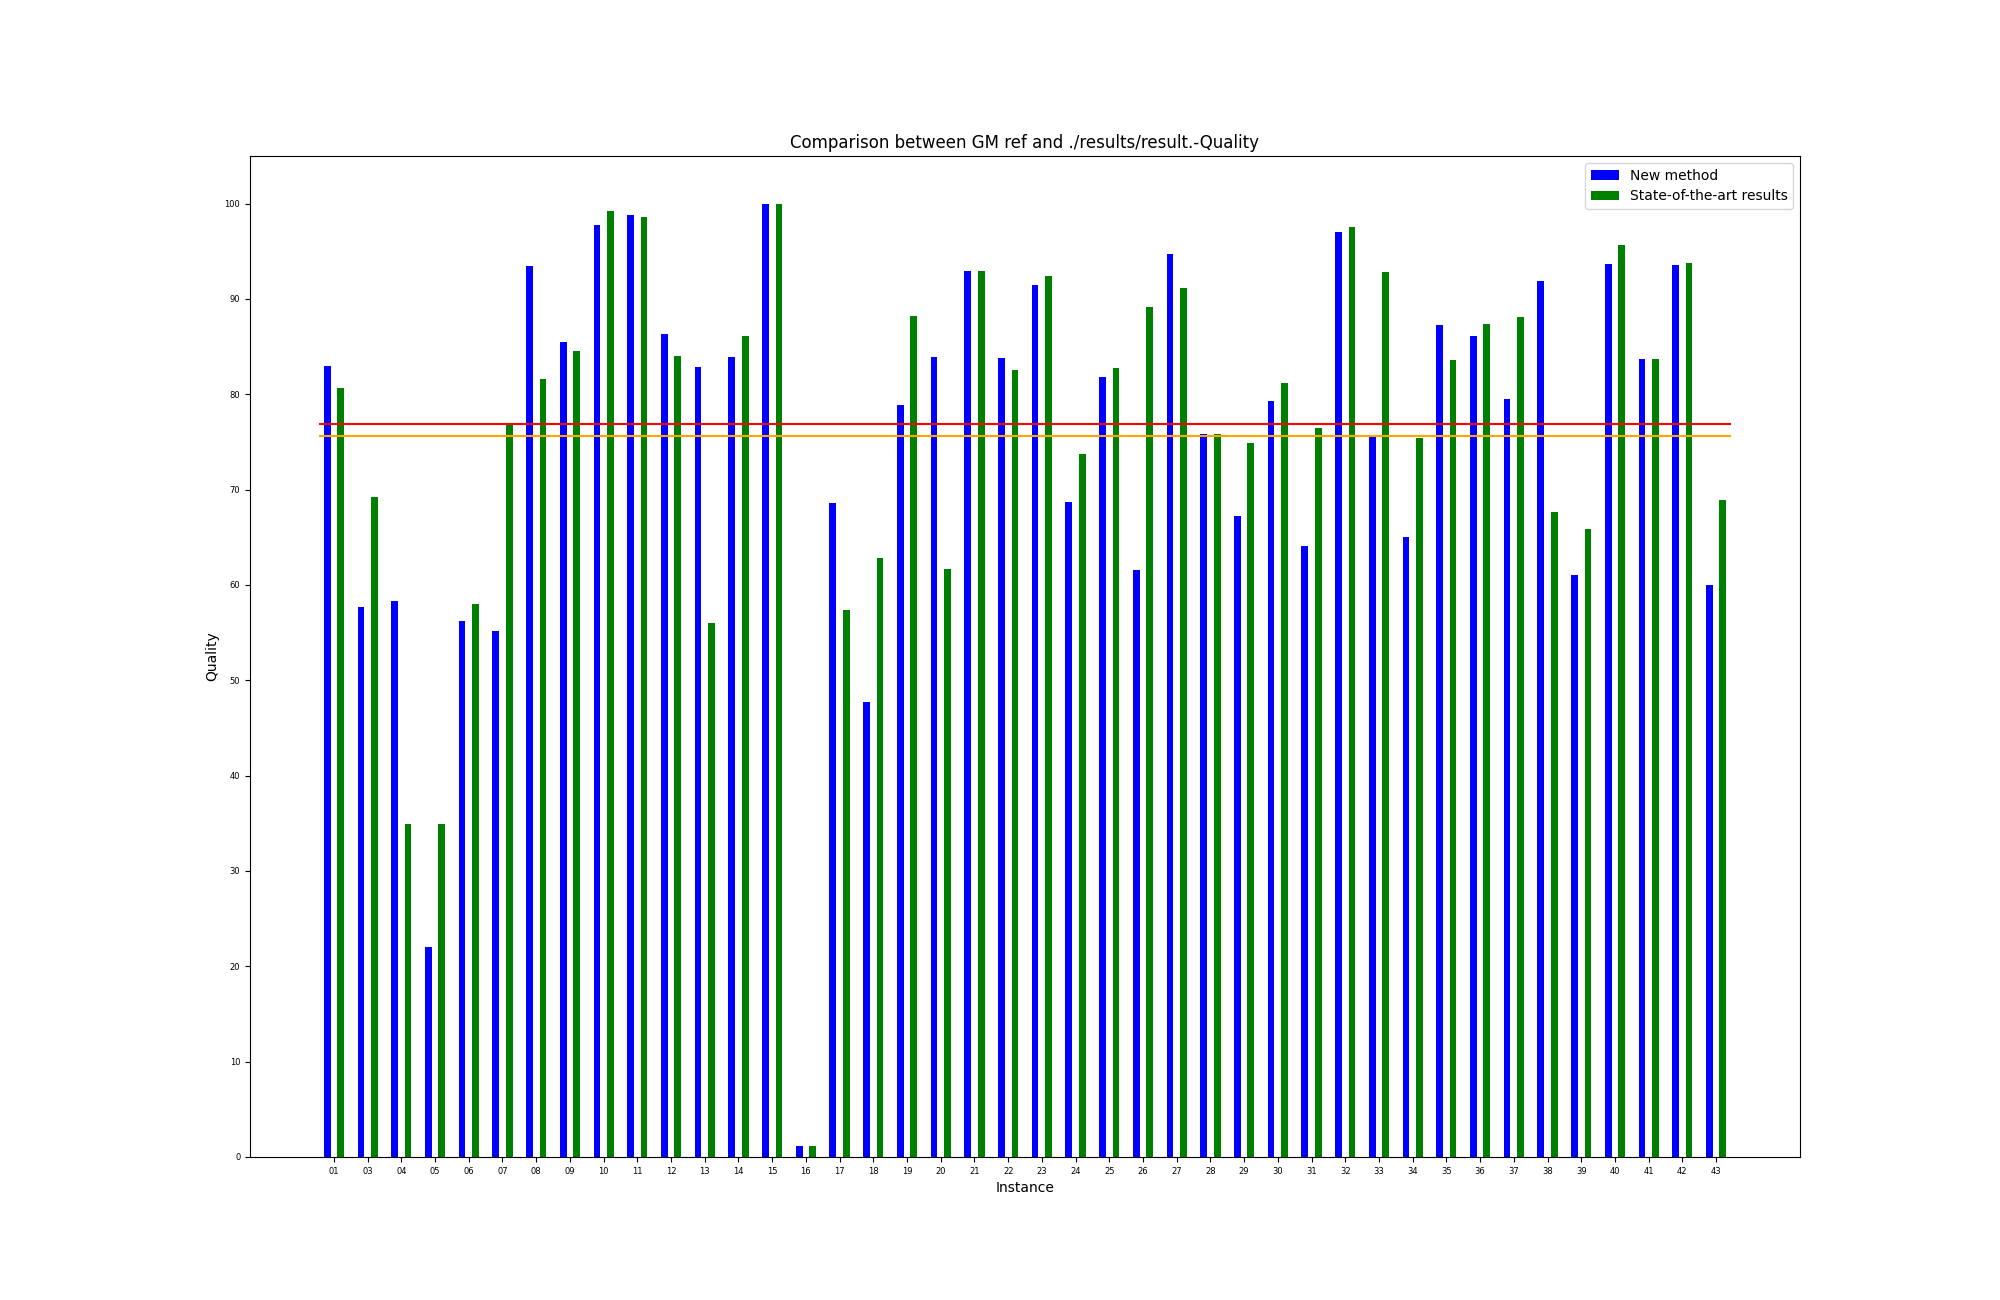 Comparison between GM ref and ./results/result.-Quality
New method
State-of-the-art results
100
90
80
70
60
50
40
30
20
10
0
Quality
01 03 04 05 06 07 08 09 10 11 12 13 14 15 16 17 18 19 20 21 22 23 24 25 26 27 28 29 30 31 32 33 34 35 36 37 38 39 40 41 42 43
Instance